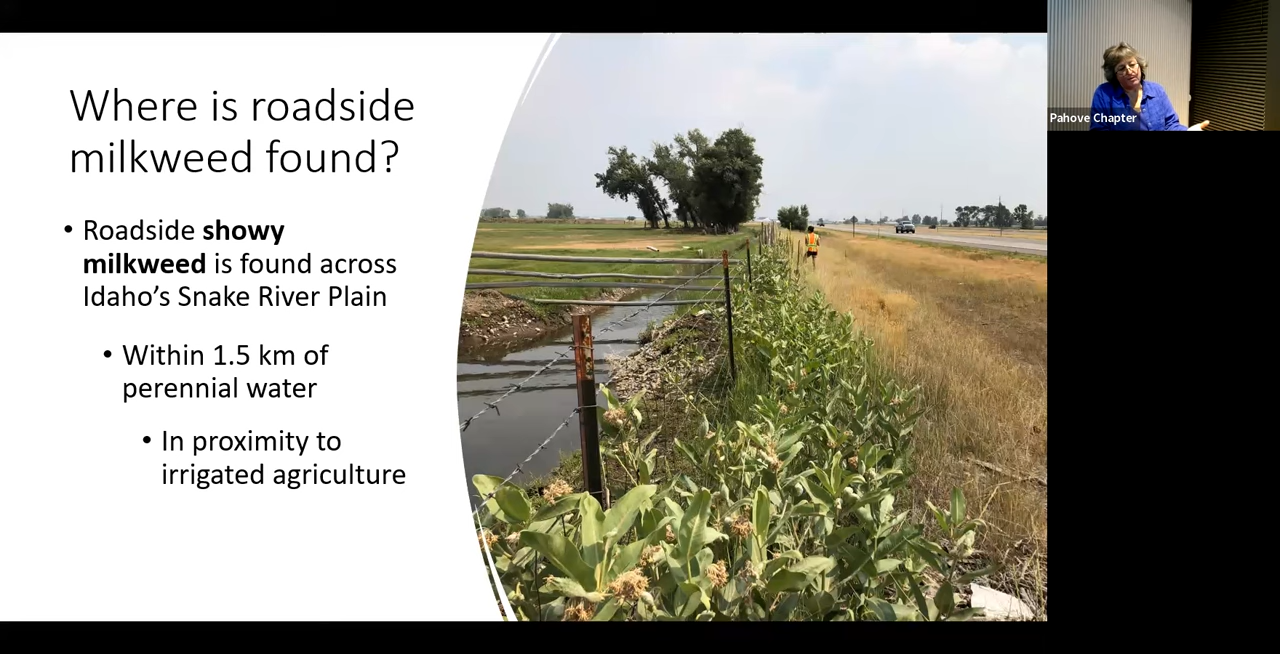 Where is roadside
milkweed found?
• Roadside showy
milkweed is found across
Idaho’s Snake River Plain
• Within 1.5 km of
perennial water
• In proximity to
irrigated agriculture
Pahove Chapter